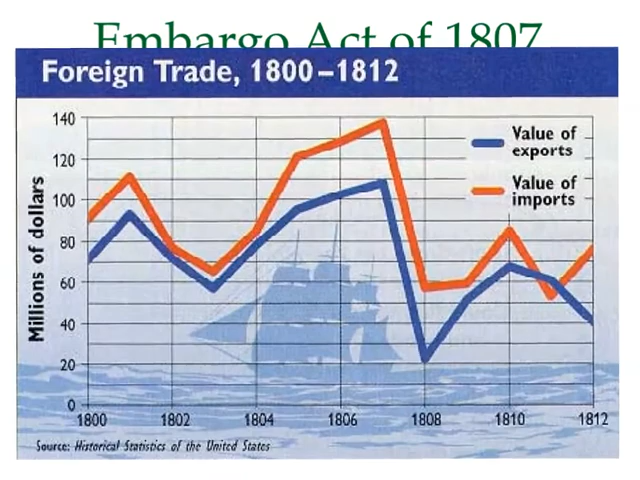 Embargo Act of 1807
Foreign Trade, 1800–1812
Value of
exports
Value of
imports
Millions of dollars
140
120
100
80
60
40
20
0
1800 1802 1804 1806 1808 1810 1812
Source: Historical Statistics of the United States